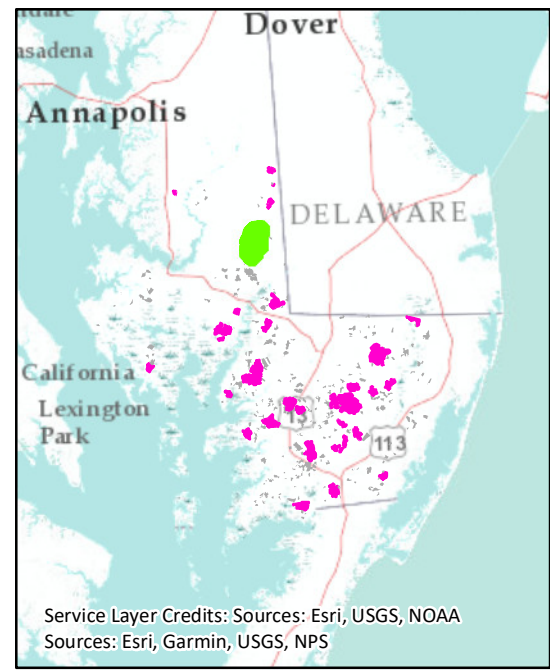 Dover
asadena
Annapolis
DELAWARE
California
Lexington
Park
13
113
Service Layer Credits: Sources: Esri, USGS, NOAA
Sources: Esri, Garmin, USGS, NPS